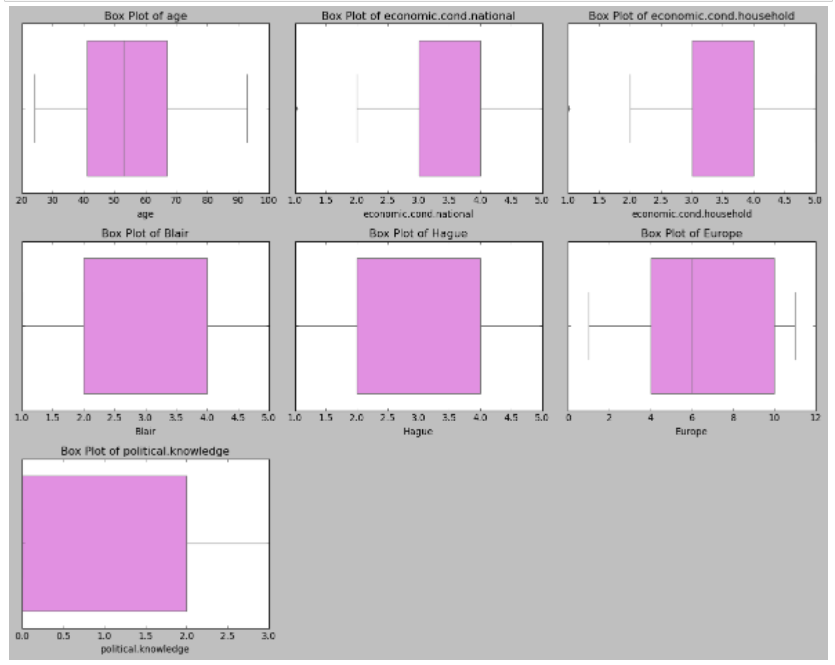 Box Plot of age
Box Plot of economic.cond.national
Box Plot of economic.cond.household
20 30 40 50 60 70 80 90 100
1.0 1.5 2.0 2.5 3.0 3.5 4.0 4.5 5.0
1.0 1.5 2.0 2.5 3.0 3.5 4.0 4.5 5.0
age
economic.cond.national
economic.cond.household
Box Plot of Blair
Box Plot of Hague
Box Plot of Europe
1.0 1.5 2.0 2.5 3.0 3.5 4.0 4.5 5.0
1.0 1.5 2.0 2.5 3.0 3.5 4.0 4.5 5.0
0 2 4 6 8 10 12
Blair
Hague
Europe
Box Plot of political.knowledge
0.0 0.5 1.0 1.5 2.0 2.5 3.0
political.knowledge